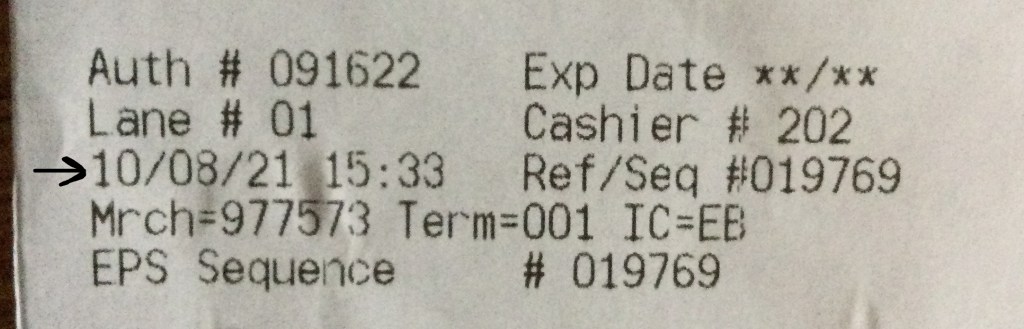 Auth # 091622 Exp Date **/**
Lane # 01 Cashier # 202
10/08/21 15:33 Ref/Seq #019769
Mrch=977573 Term=001 IC=EB
EPS Sequence # 019769